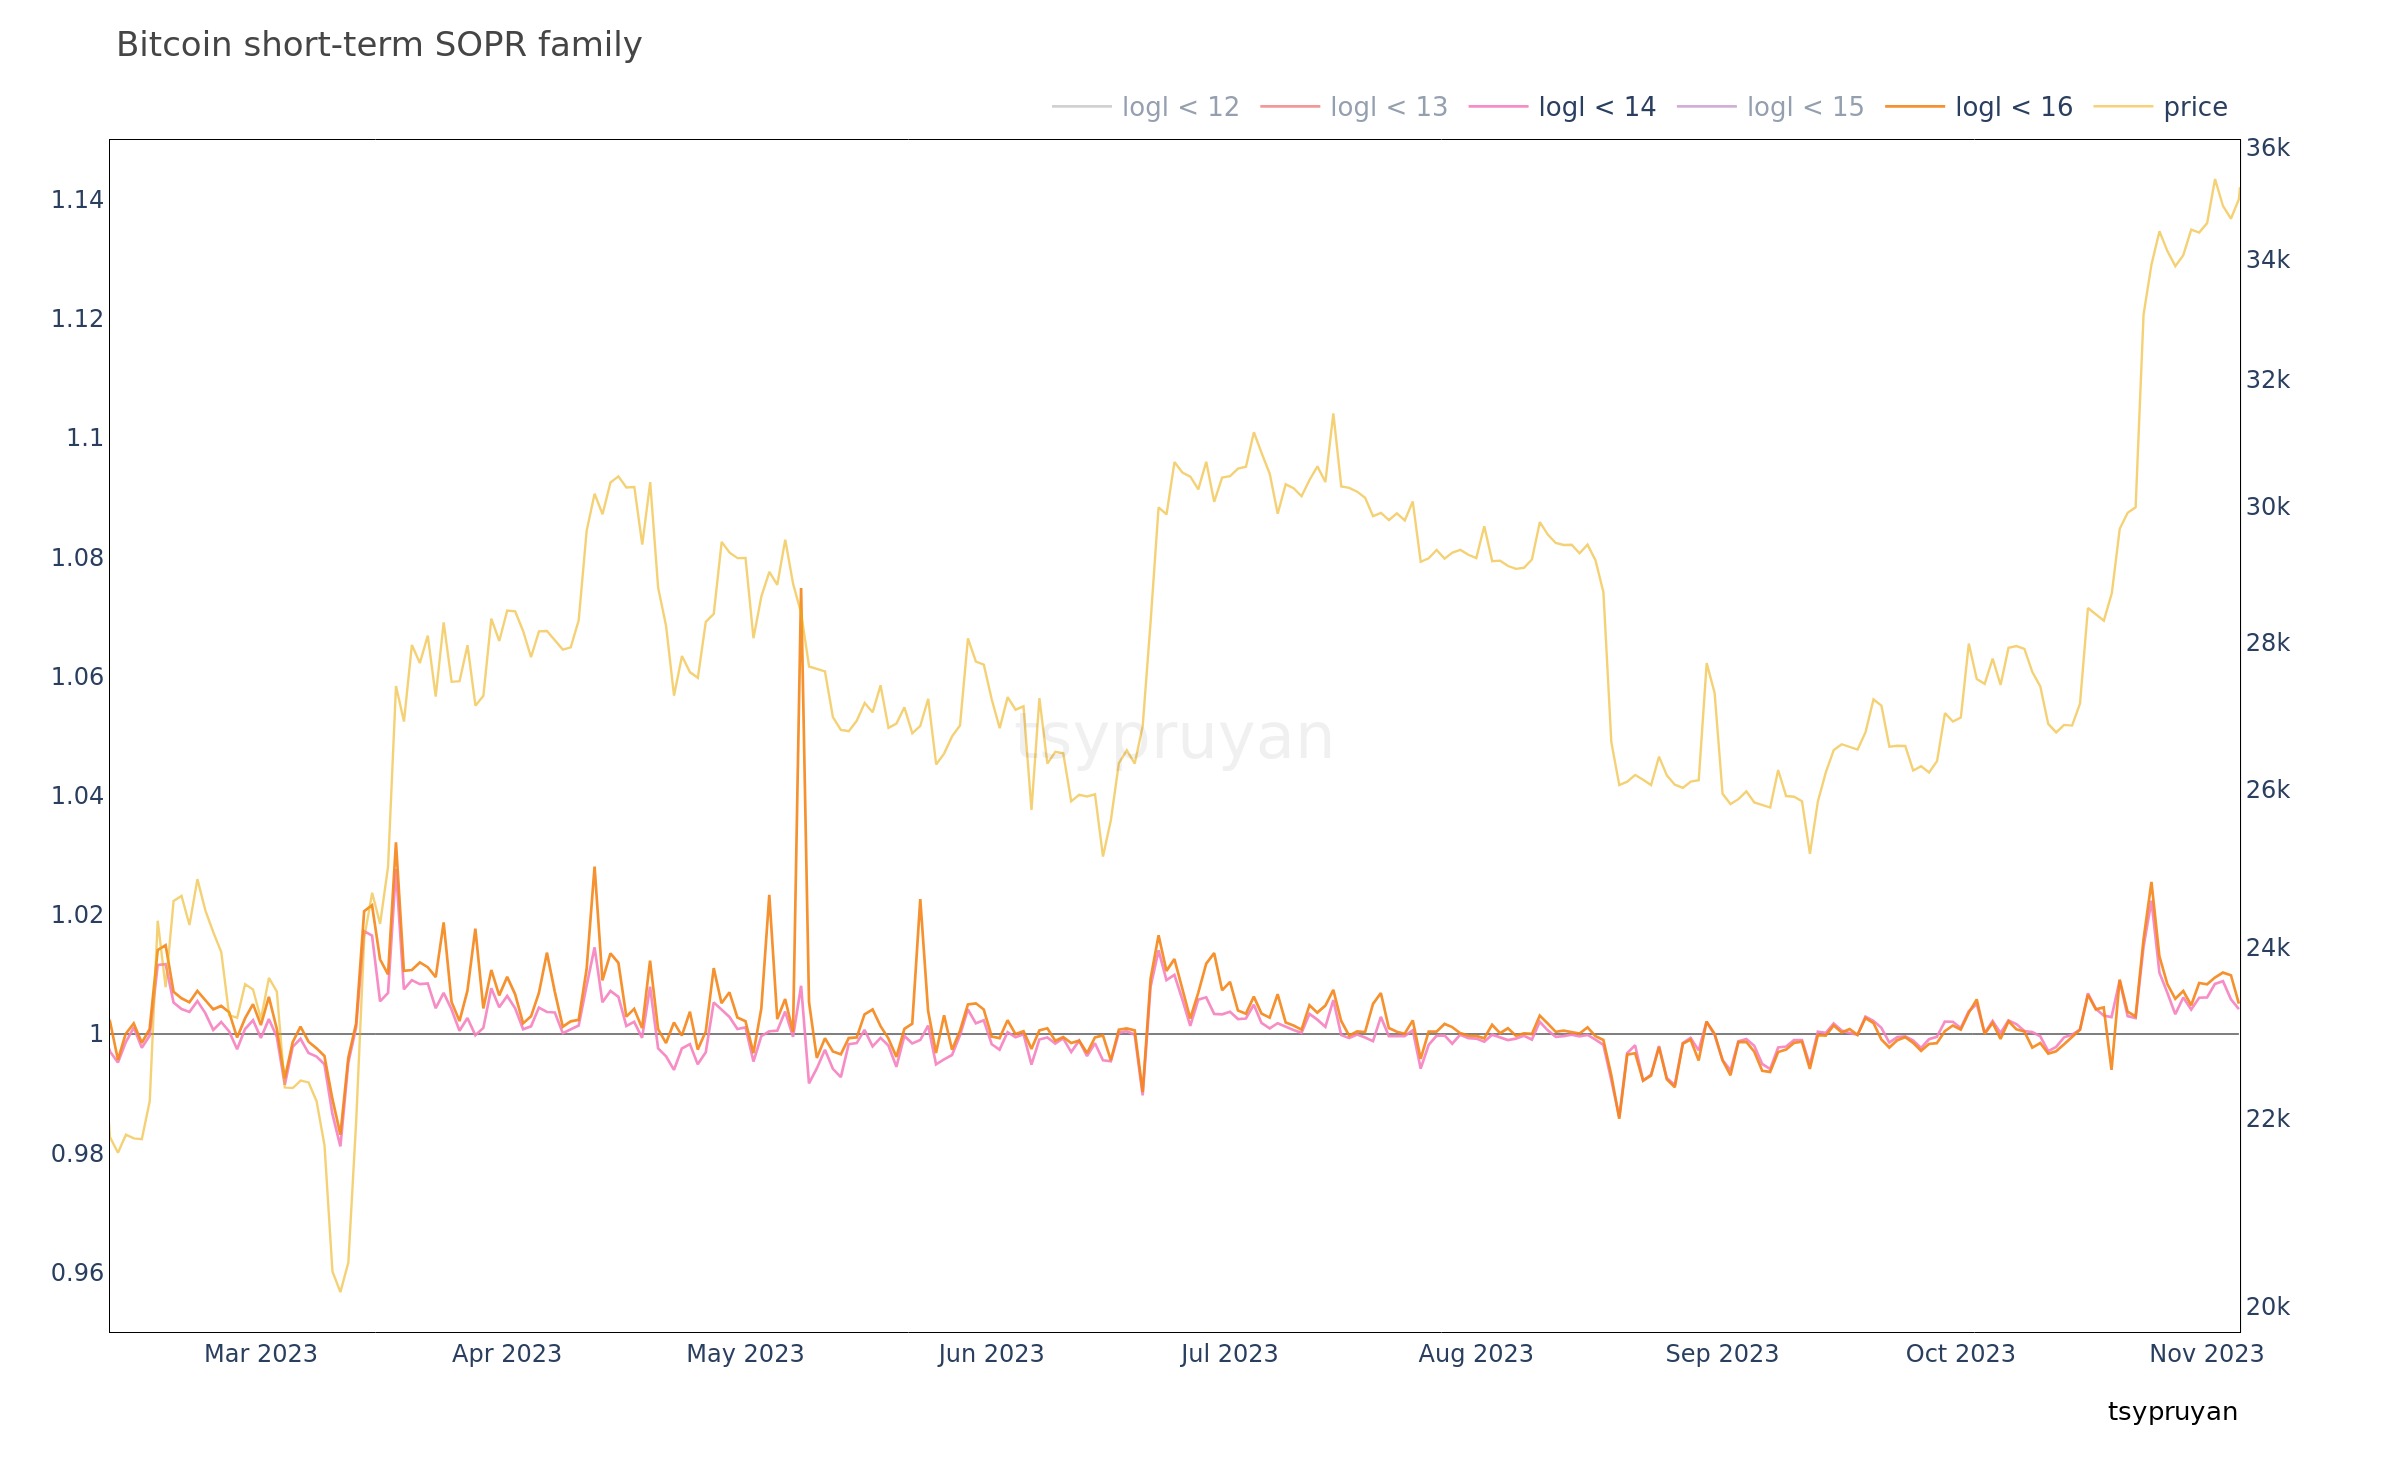 Bitcoin short-term SOPR family
logl < 12 logl < 13 logl < 14 logl < 15 logl < 16 price
36k
1.14
34k
1.12
32k
1.1
30k
1.08
28k
1.06
tsypruyan
26k
1.04
24k
1.02
1
22k
0.98
0.96
20k
Mar 2023 Apr 2023 May 2023 Jun 2023 Jul 2023 Aug 2023 Sep 2023 Oct 2023 Nov 2023
tsypruyan